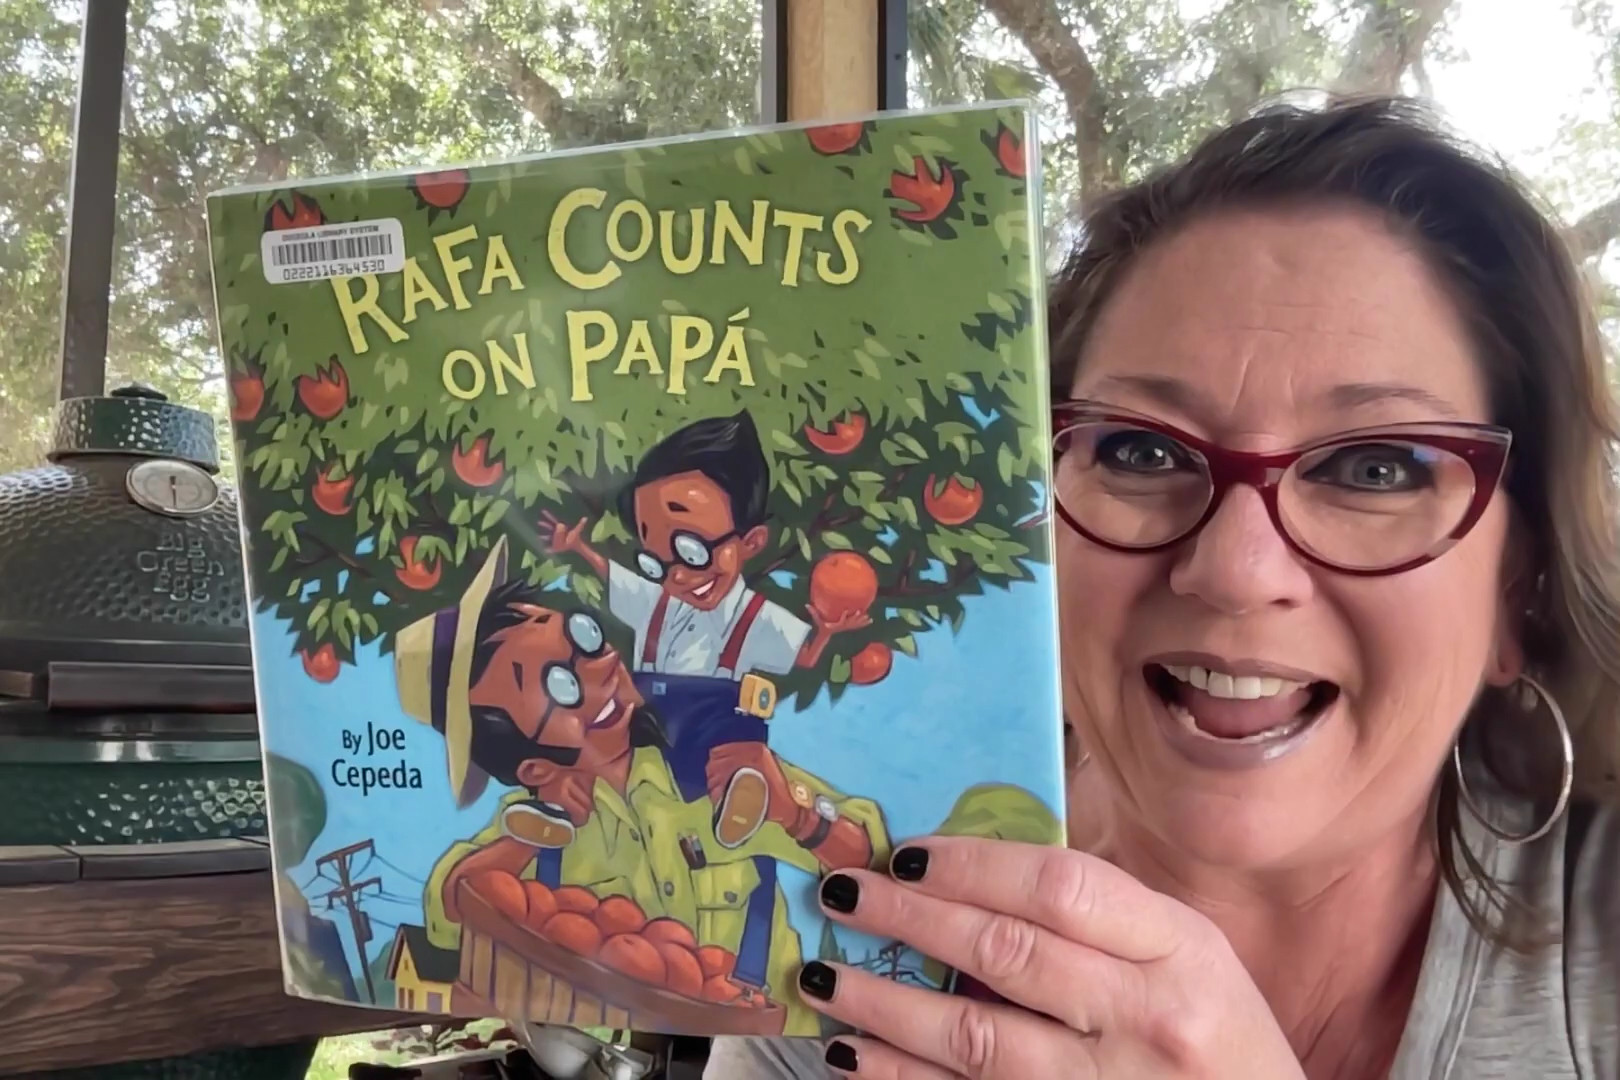 OSCEOLA LIBRARY SYSTEM
0222116364530
RAFA COUNTS
ON PAPÁ
By Joe
Cepeda
Big
Green
Egg